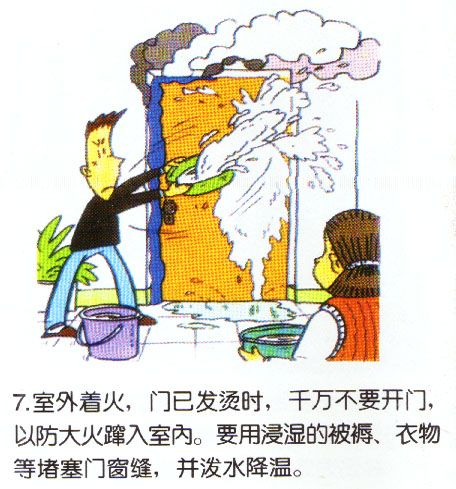 7.室外着火，门已发烫时，千万不要开门，
以防大火蹿入室内。要用浸湿的被褥、衣物
等堵塞门窗缝，并泼水降温。